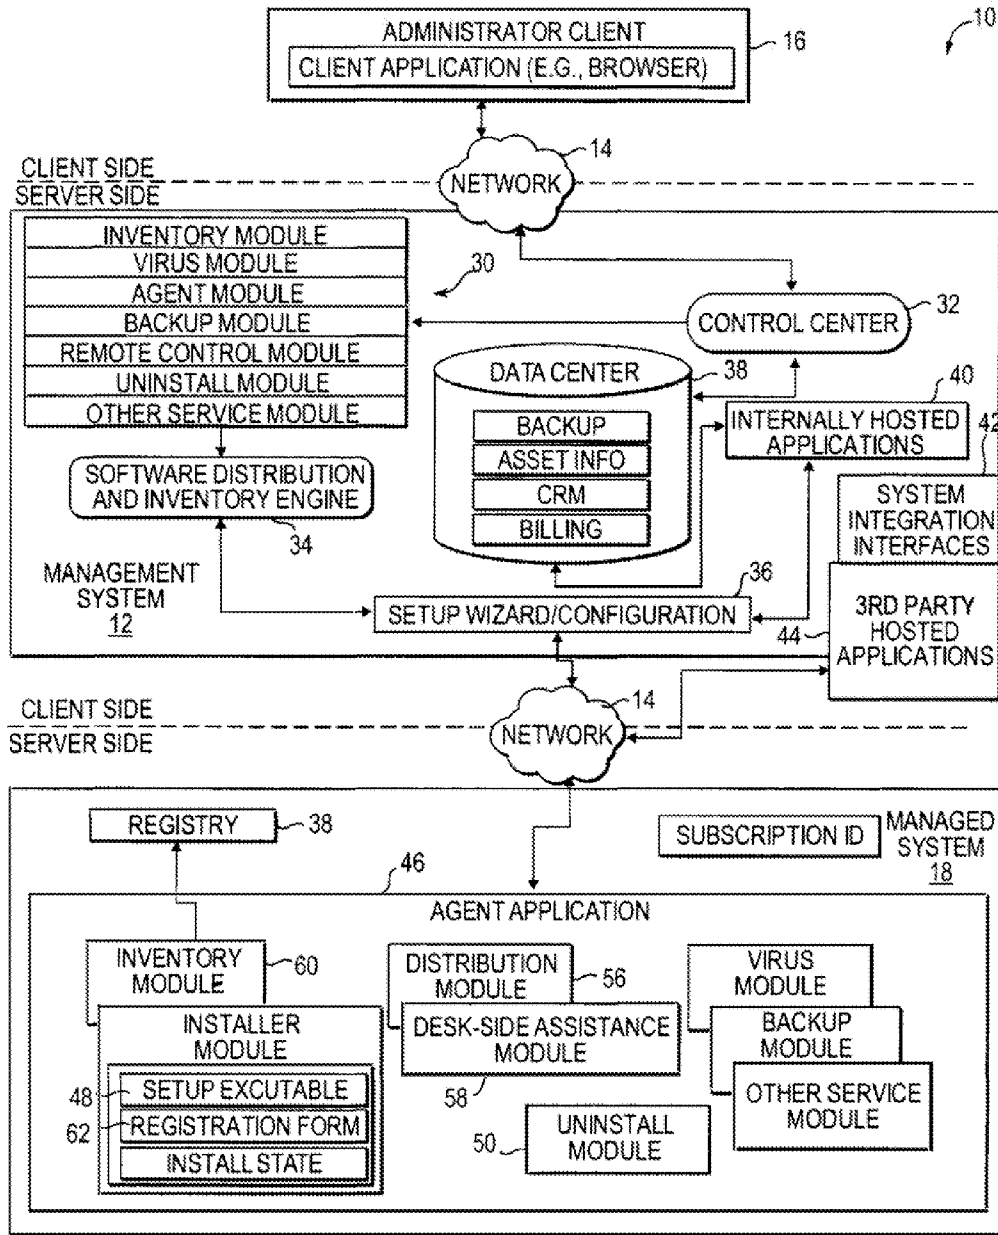 10
ADMINISTRATOR CLIENT
16
CLIENT APPLICATION (E.G., BROWSER)
14
NETWORK
CLIENT SIDE
SERVER SIDE
INVENTORY MODULE
VIRUS MODULE
AGENT MODULE
BACKUP MODULE
REMOTE CONTROL MODULE
UNINSTALL MODULE
OTHER SERVICE MODULE
30
CONTROL CENTER
32
DATA CENTER
38
BACKUP
ASSET INFO
CRM
BILLING
40
INTERNALLY HOSTED
APPLICATIONS
42
SYSTEM
INTEGRATION
INTERFACES
SOFTWARE DISTRIBUTION
AND INVENTORY ENGINE
34
MANAGEMENT
SYSTEM
12
36
SETUP WIZARD/CONFIGURATION
3RD PARTY
HOSTED
APPLICATIONS
44
14
NETWORK
CLIENT SIDE
SERVER SIDE
REGISTRY
38
SUBSCRIPTION ID
MANAGED
SYSTEM
18
46
AGENT APPLICATION
INVENTORY
MODULE
60
INSTALLER
MODULE
48
SETUP EXCUTABLE
62
REGISTRATION FORM
INSTALL STATE
DISTRIBUTION
MODULE
56
DESK-SIDE ASSISTANCE
MODULE
58
UNINSTALL
MODULE
50
VIRUS
MODULE
BACKUP
MODULE
OTHER SERVICE
MODULE